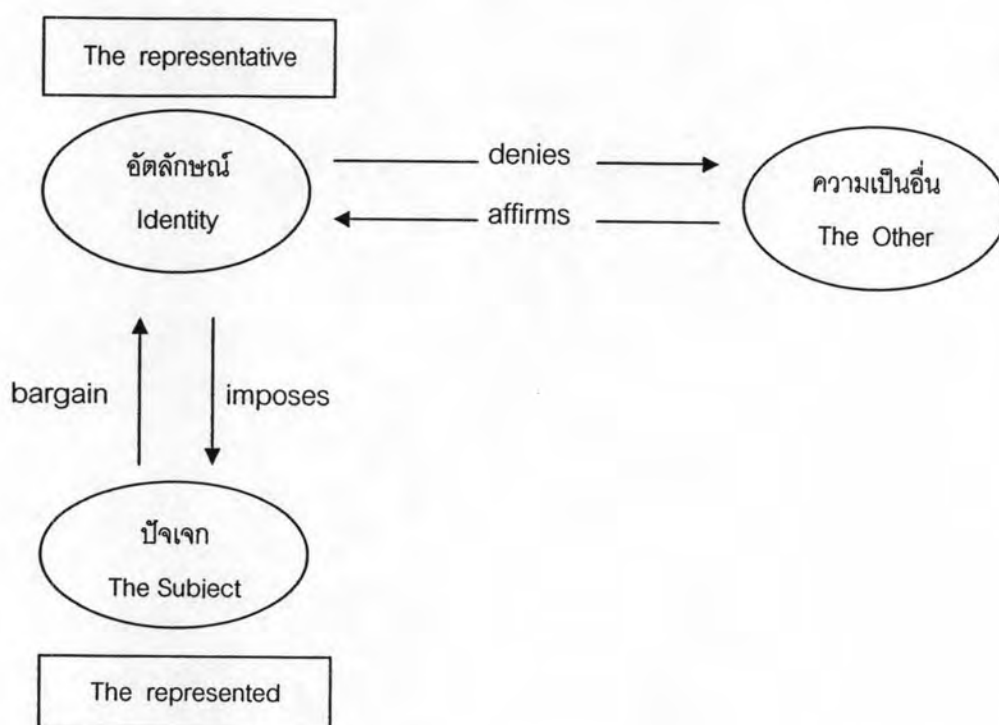 The representative
อัตลักษณ์
Identity
denies
affirms
ความเป็นอื่น
The Other
bargain
imposes
ปัจเจก
The Subject
The represented